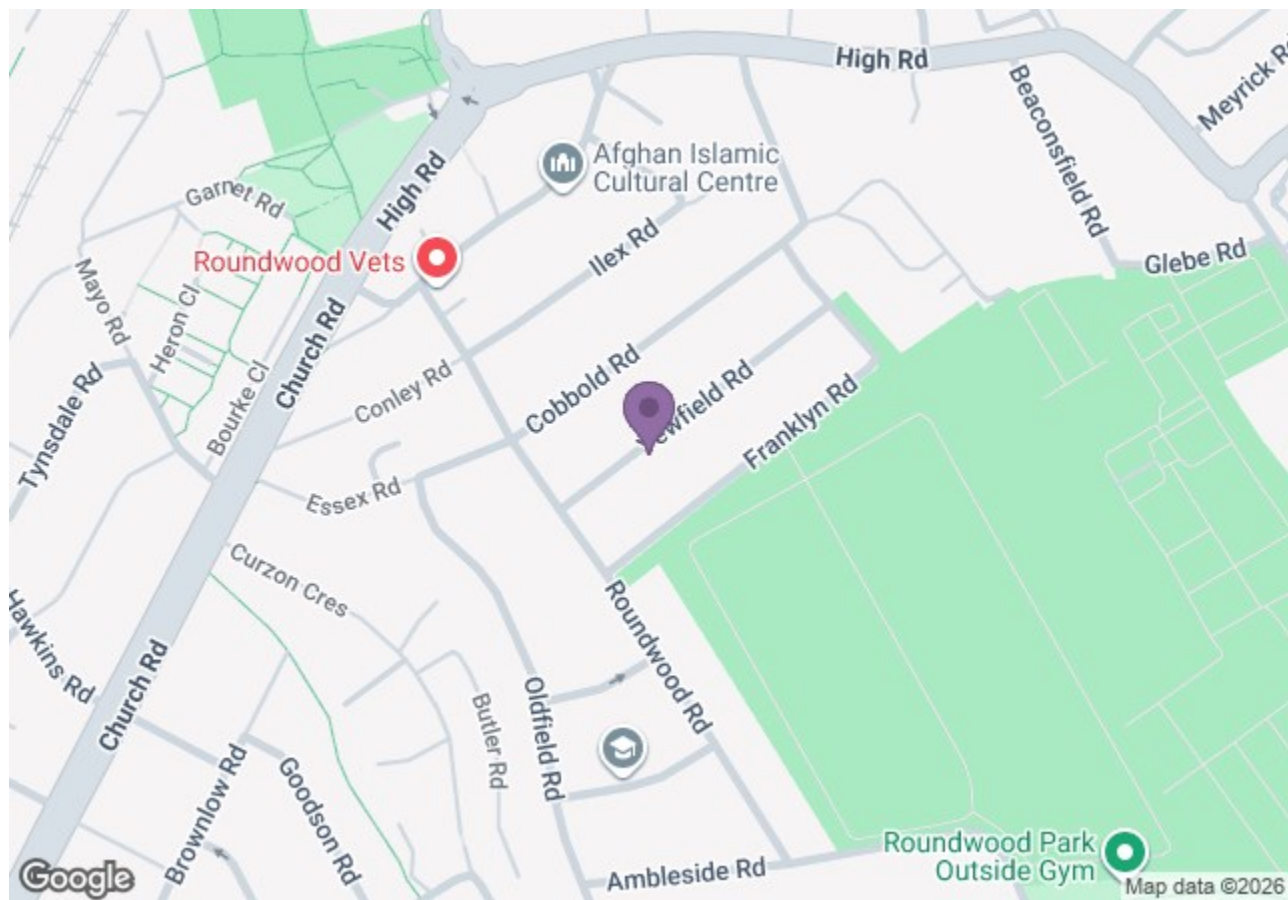 High Rd
Beaconsfield Rd
Meyrick Rd
Afghan Islamic
Cultural Centre
High Rd
Garnet Rd
Ilex Rd
Glebe Rd
Roundwood Vets
Mayo Rd
Heron Cl
Church Rd
Bourke Cl
Tynsdale Rd
Conley Rd
Cobbold Rd
Franklyn Rd
Essex Rd
Curzon Cres
Hawkins Rd
Roundwood Rd
Church Rd
Oldfield Rd
Butler Rd
Brownlow Rd
Goodson Rd
Ambleside Rd
Roundwood Park
Outside Gym
Google
Map data ©2026